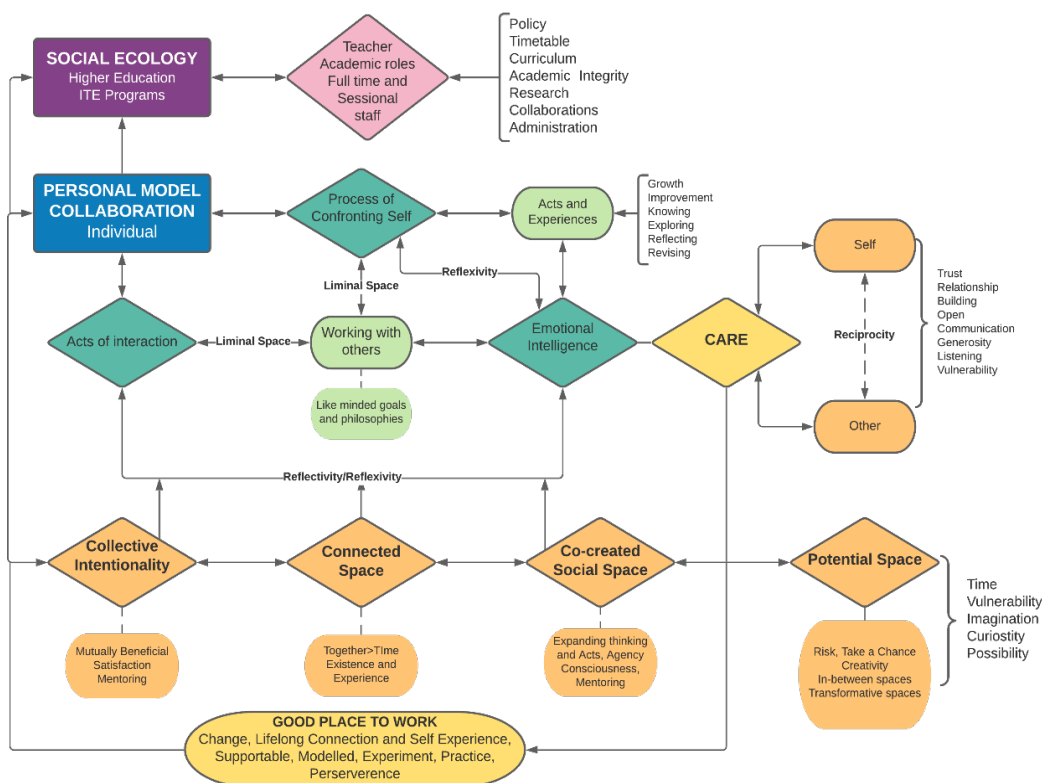 SOCIAL ECOLOGY
Higher Education
ITE Programs
Teacher
Academic roles
Full time and
Sessional
staff
Policy
Timetable
Curriculum
Academic Integrity
Research
Collaborations
Administration
PERSONAL MODEL
COLLABORATION
Individual
Process of
Confronting Self
Acts and
Experiences
Growth
Improvement
Knowing
Exploring
Reflecting
Revising
Reflexivity
Liminal Space
Acts of interaction
Liminal Space
Working with
others
Emotional
Intelligence
CARE
Self
Reciprocity
Other
Trust
Relationship
Building
Open
Communication
Generosity
Listening
Vulnerability
Like minded goals
and philosophies
Reflectivity/Reflexivity
Collective
Intentionality
Connected
Space
Co-created
Social Space
Potential Space
Time
Vulnerability
Imagination
Curiostity
Possibility
Mutually Beneficial
Satisfaction
Mentoring
Together>TIme
Existence and
Experience
Expanding thinking
and Acts, Agency
Consciousness,
Mentoring
Risk, Take a Chance
Creativity
In-between spaces
Transformative spaces
GOOD PLACE TO WORK
Change, Lifelong Connection and Self Experience,
Supportable, Modelled, Experiment, Practice,
Perserverence